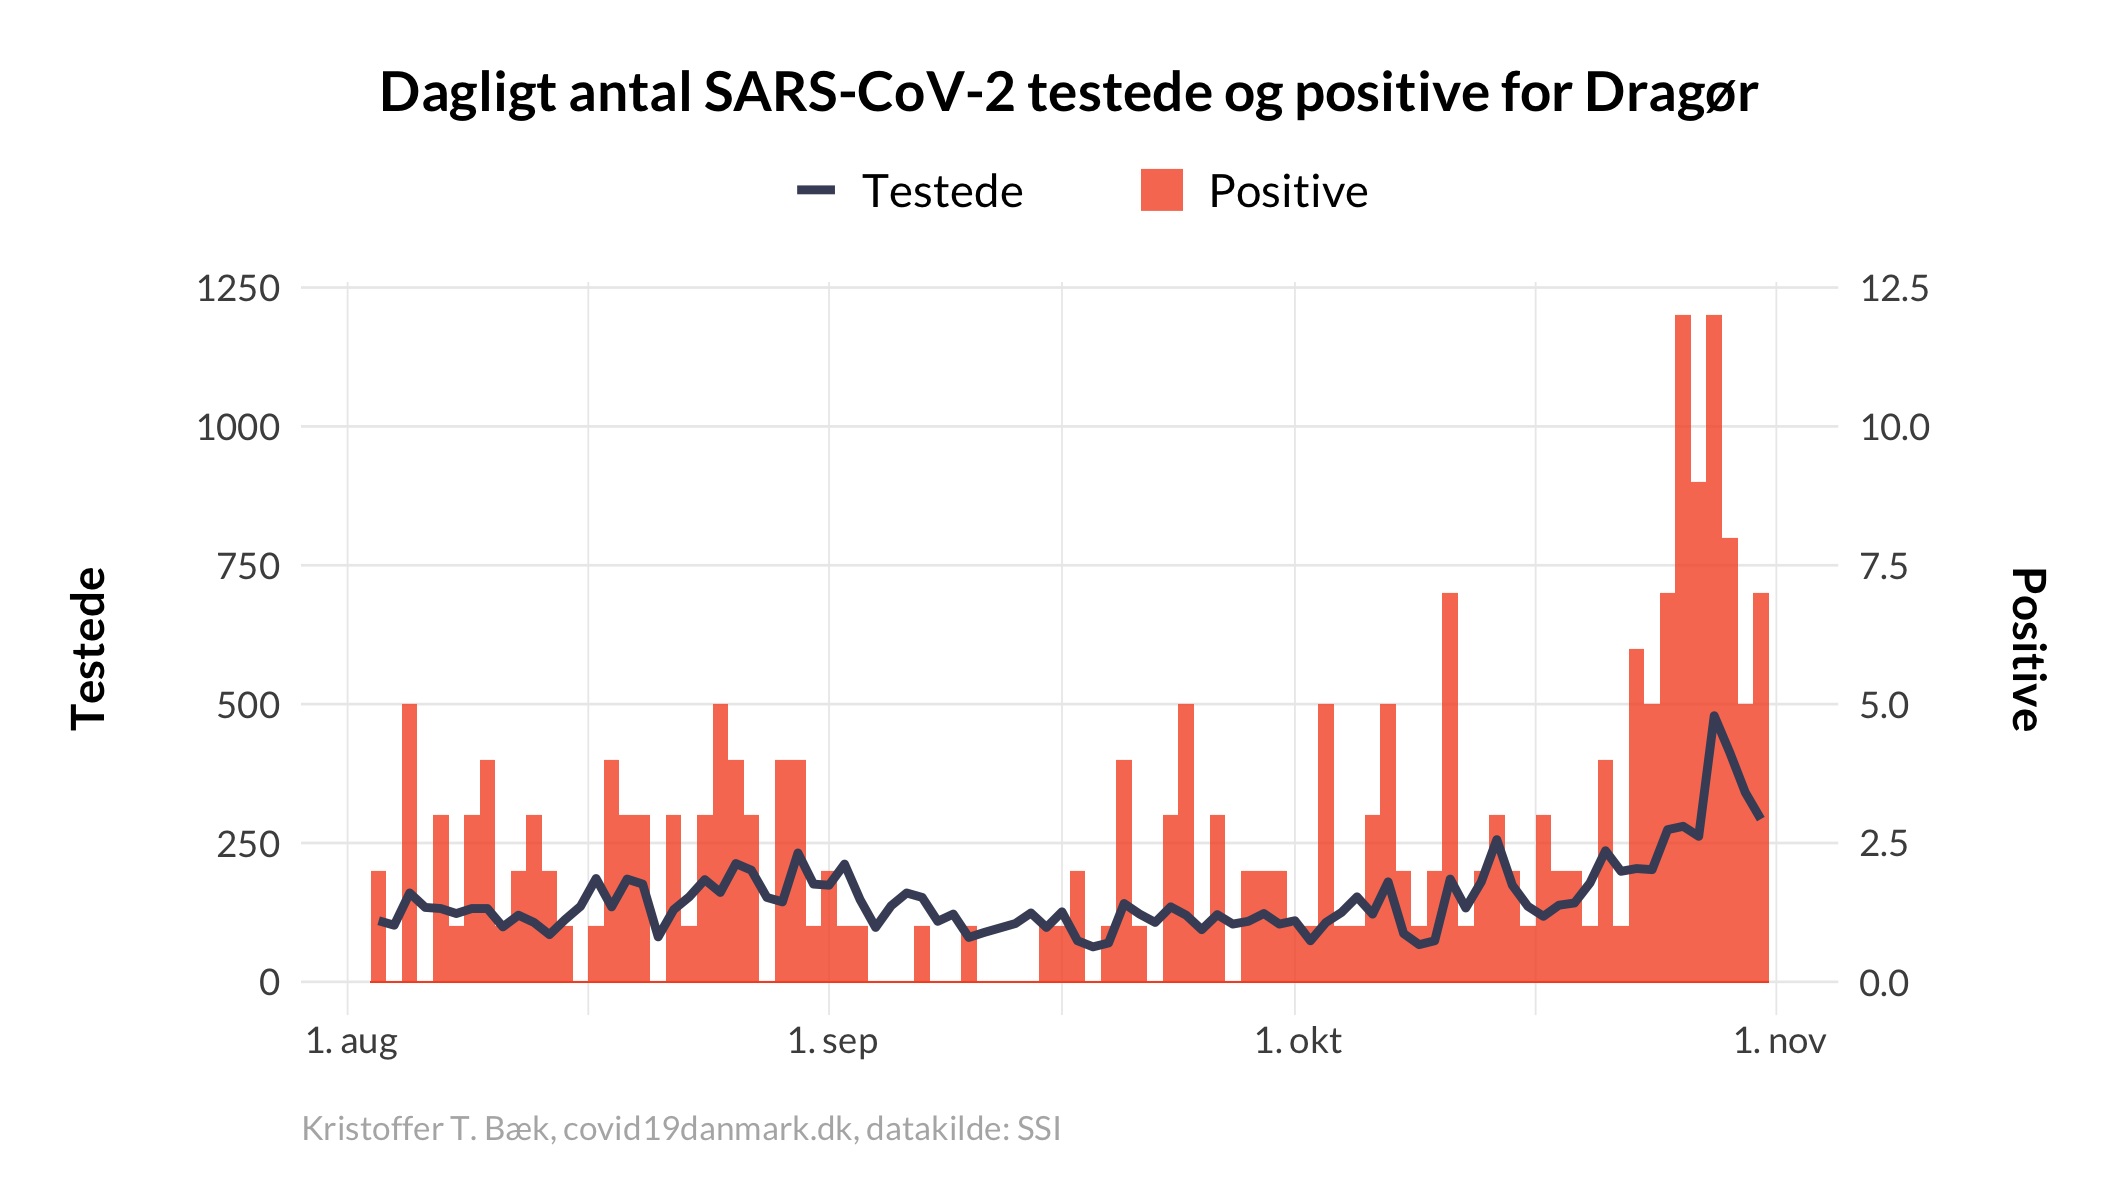 Dagligt antal SARS-CoV-2 testede og positive for Dragør
Testede
Positive
1250
1000
750
500
250
0
12.5
10.0
7.5
5.0
2.5
0.0
Testede
Positive
1. aug
1. sep
1. okt
1. nov
Kristoffer T. Bæk, covid19danmark.dk, datakilde: SSI